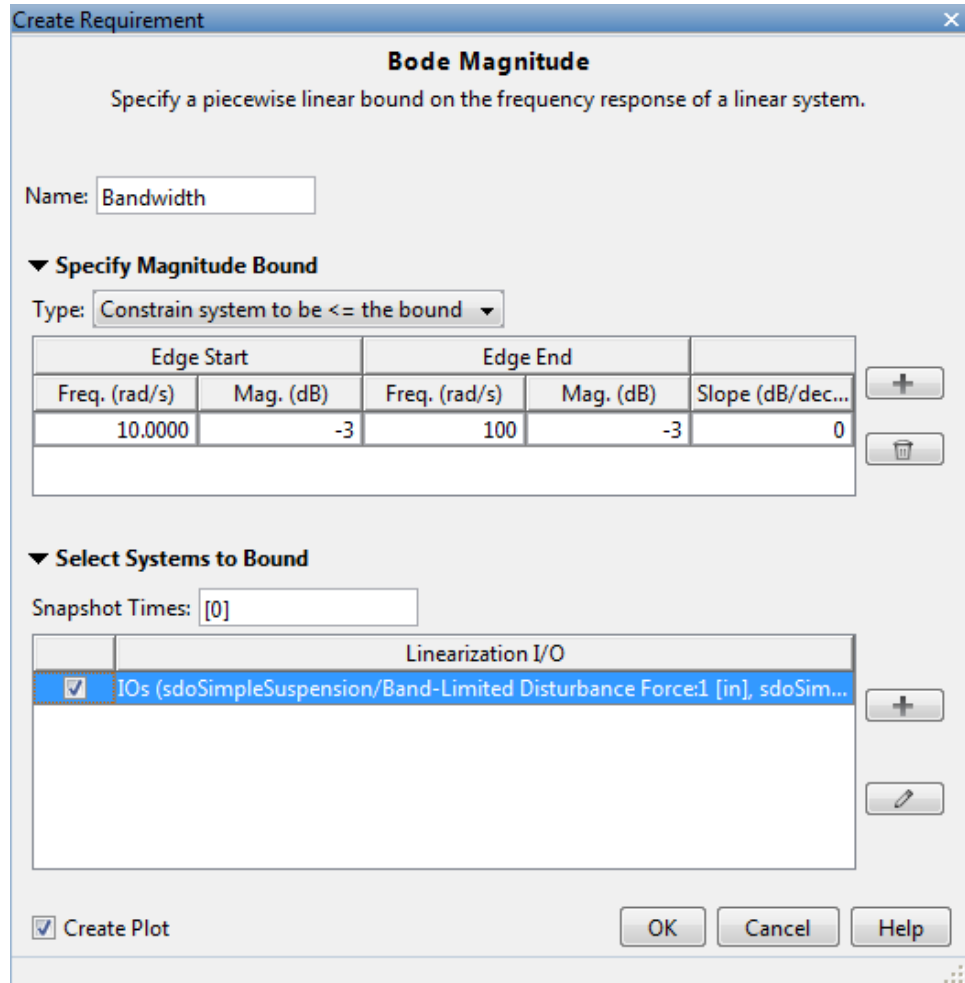 Create Requirement
Bode Magnitude
Specify a piecewise linear bound on the frequency response of a linear system.
Name: Bandwidth
Specify Magnitude Bound
Type: Constrain system to be <= the bound
Edge Start Edge End
Freq. (rad/s) Mag. (dB) Freq. (rad/s) Mag. (dB) Slope (dB/dec...
10.0000 -3 100 -3 0
Select Systems to Bound
Snapshot Times: [0]
Linearization I/O
IOs (sdoSimpleSuspension/Band-Limited Disturbance Force:1 [in], sdoSim...
Create Plot OK Cancel Help